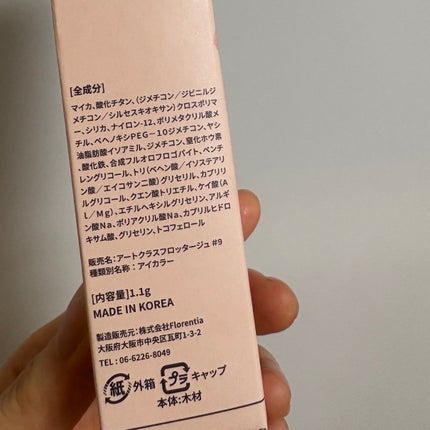 [全成分]
マイカ、酸化チタン、(ジメチコン/ジビニルジ
メチコン/シルセスキオキサン)クロスポリマ
ー、シリカ、ナイロン-12、ポリメタクリル酸メ
チル、ベヘノキシPEG-10ジメチコン、ヤシ
油脂肪酸イソアミル、ジメチコン、窒化ホウ素
、酸化鉄、合成フルオロフロゴパイト、ペンチ
レングリコール、トリ(ベヘン酸/イソステアリ
ン酸/エイコサン二酸)グリセリル、カプリリ
ルグリコール、クエン酸トリエチル、ケイ酸(A
l/Mg)、エチルヘキシルグリセリン、アルギ
ン酸Na、ポリアクリル酸Na、カプリルヒドロ
キサム酸、グリセリン、トコフェロール
販売名:アートクラスフロッタージュ #9
種類別名称:アイカラー
[内容量]1.1g
MADE IN KOREA
製造販売元:株式会社Florentia
大阪府大阪市中央区瓦町1-3-2
TEL:06-6226-8049
紙 外箱 プラ キャップ
本体:木材